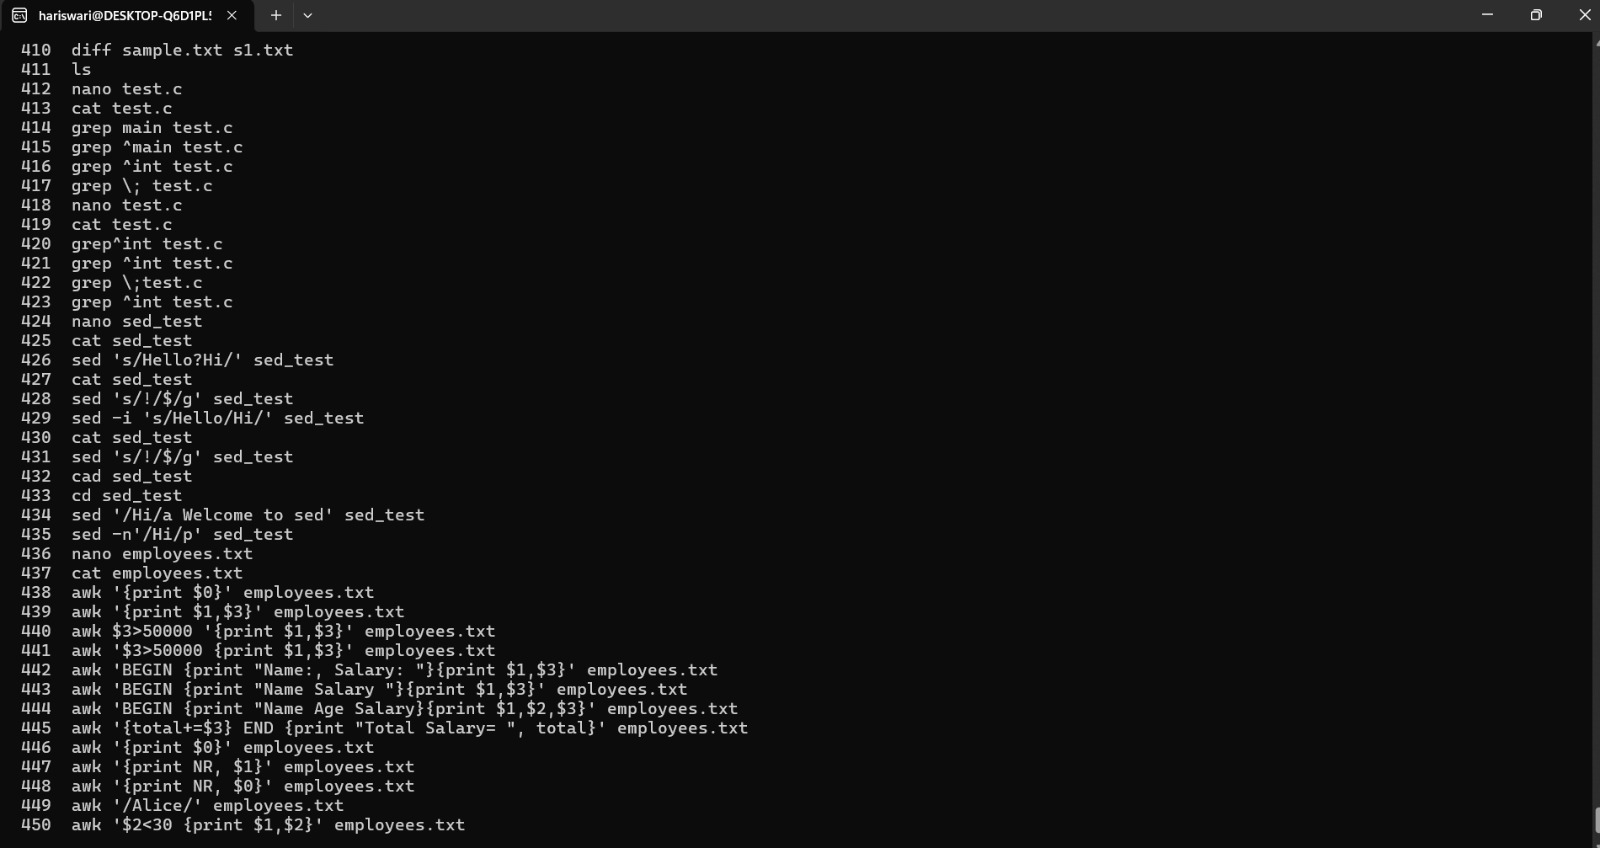 hariswari@DESKTOP-Q6D1PL!
410 diff sample.txt s1.txt
411 ls
412 nano test.c
413 cat test.c
414 grep main test.c
415 grep ^main test.c
416 grep ^int test.c
417 grep \; test.c
418 nano test.c
419 cat test.c
420 grep^int test.c
421 grep ^int test.c
422 grep \;test.c
423 grep ^int test.c
424 nano sed_test
425 cat sed_test
426 sed 's/Hello?Hi/' sed_test
427 cat sed_test
428 sed 's/!/$/g' sed_test
429 sed -i 's/Hello/Hi/' sed_test
430 cat sed_test
431 sed 's/!/$/g' sed_test
432 cad sed_test
433 cd sed_test
434 sed '/Hi/a Welcome to sed' sed_test
435 sed -n'/Hi/p' sed_test
436 nano employees.txt
437 cat employees.txt
438 awk '{print $0}' employees.txt
439 awk '{print $1,$3}' employees.txt
440 awk $3>50000 '{print $1,$3}' employees.txt
441 awk '$3>50000 {print $1,$3}' employees.txt
442 awk 'BEGIN {print "Name:, Salary: "}{print $1,$3}' employees.txt
443 awk 'BEGIN {print "Name Salary "}{print $1,$3}' employees.txt
444 awk 'BEGIN {print "Name Age Salary}{print $1,$2,$3}' employees.txt
445 awk '{total+=$3} END {print "Total Salary= ", total}' employees.txt
446 awk '{print $0}' employees.txt
447 awk '{print NR, $1}' employees.txt
448 awk '{print NR, $0}' employees.txt
449 awk '/Alice/' employees.txt
450 awk '$2<30 {print $1,$2}' employees.txt